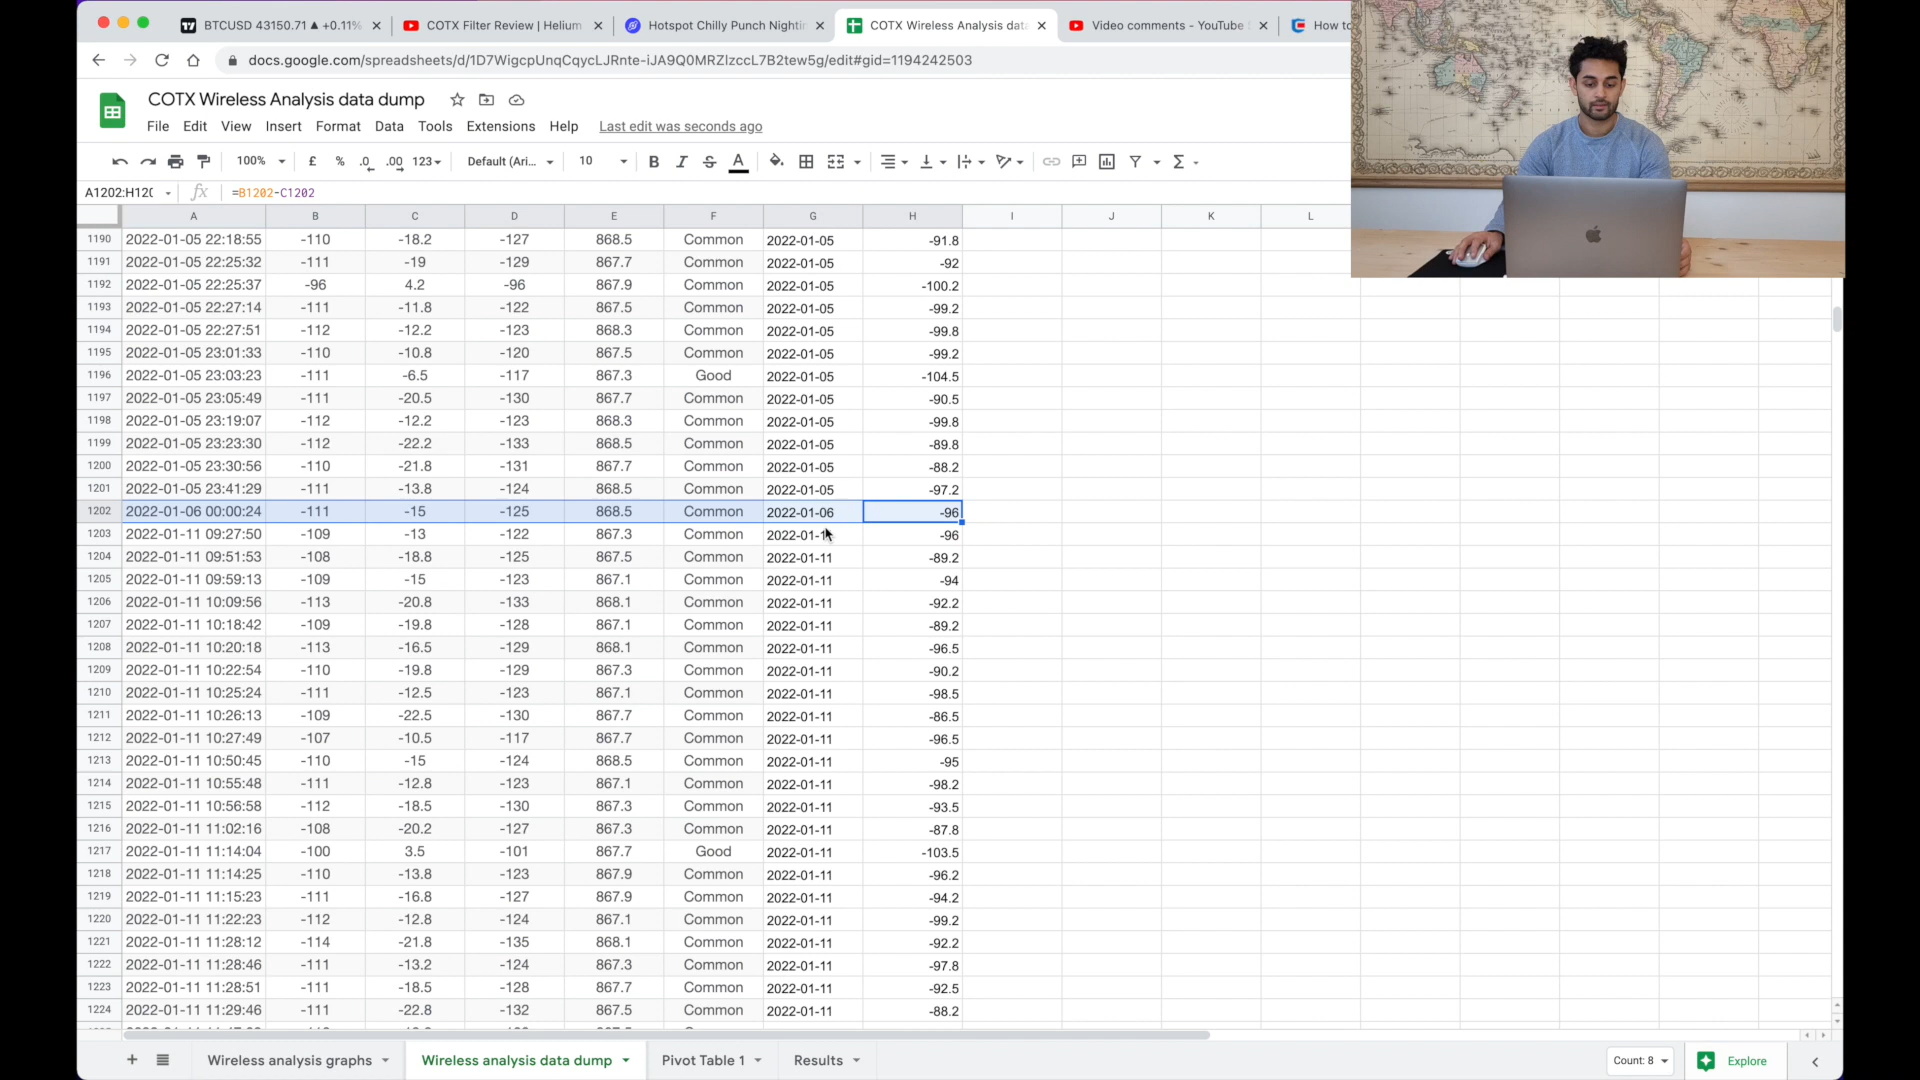 BTCUSD 43150.71 ▲ +0.11%
COTX Filter Review | Helium
Hotspot Chilly Punch Nightin
COTX Wireless Analysis data
Video comments - YouTube
How to
docs.google.com/spreadsheets/d/1D7WigcpUnqCqycLJRnte-iJA9Q0MRZIzccL7B2tew5g/edit#gid=1194242503
COTX Wireless Analysis data dump
File Edit View Insert Format Data Tools Extensions Help Last edit was seconds ago
100% £ % .0 .00 123 Default (Ari... 10 B I S A Σ
A1202:H120 fx =B1202-C1202
A B C D E F G H I J K L
1190 2022-01-05 22:18:55 -110 -18.2 -127 868.5 Common 2022-01-05 -91.8
1191 2022-01-05 22:25:32 -111 -19 -129 867.7 Common 2022-01-05 -92
1192 2022-01-05 22:25:37 -96 4.2 -96 867.9 Common 2022-01-05 -100.2
1193 2022-01-05 22:27:14 -111 -11.8 -122 867.5 Common 2022-01-05 -99.2
1194 2022-01-05 22:27:51 -112 -12.2 -123 868.3 Common 2022-01-05 -99.8
1195 2022-01-05 23:01:33 -110 -10.8 -120 867.5 Common 2022-01-05 -99.2
1196 2022-01-05 23:03:23 -111 -6.5 -117 867.3 Good 2022-01-05 -104.5
1197 2022-01-05 23:05:49 -111 -20.5 -130 867.7 Common 2022-01-05 -90.5
1198 2022-01-05 23:19:07 -112 -12.2 -123 868.3 Common 2022-01-05 -99.8
1199 2022-01-05 23:23:30 -112 -22.2 -133 868.5 Common 2022-01-05 -89.8
1200 2022-01-05 23:30:56 -110 -21.8 -131 867.7 Common 2022-01-05 -88.2
1201 2022-01-05 23:41:29 -111 -13.8 -124 868.5 Common 2022-01-05 -97.2
1202 2022-01-06 00:00:24 -111 -15 -125 868.5 Common 2022-01-06 -96
1203 2022-01-11 09:27:50 -109 -13 -122 867.3 Common 2022-01-11 -96
1204 2022-01-11 09:51:53 -108 -18.8 -125 867.5 Common 2022-01-11 -89.2
1205 2022-01-11 09:59:13 -109 -15 -123 867.1 Common 2022-01-11 -94
1206 2022-01-11 10:09:56 -113 -20.8 -133 868.1 Common 2022-01-11 -92.2
1207 2022-01-11 10:18:42 -109 -19.8 -128 867.1 Common 2022-01-11 -89.2
1208 2022-01-11 10:20:18 -113 -16.5 -129 868.1 Common 2022-01-11 -96.5
1209 2022-01-11 10:22:54 -110 -19.8 -129 867.3 Common 2022-01-11 -90.2
1210 2022-01-11 10:25:24 -111 -12.5 -123 867.1 Common 2022-01-11 -98.5
1211 2022-01-11 10:26:13 -109 -22.5 -130 867.7 Common 2022-01-11 -86.5
1212 2022-01-11 10:27:49 -107 -10.5 -117 867.7 Common 2022-01-11 -96.5
1213 2022-01-11 10:50:45 -110 -15 -124 868.5 Common 2022-01-11 -95
1214 2022-01-11 10:55:48 -111 -12.8 -123 867.1 Common 2022-01-11 -98.2
1215 2022-01-11 10:56:58 -112 -18.5 -130 867.3 Common 2022-01-11 -93.5
1216 2022-01-11 11:02:16 -108 -20.2 -127 867.3 Common 2022-01-11 -87.8
1217 2022-01-11 11:14:04 -100 3.5 -101 867.7 Good 2022-01-11 -103.5
1218 2022-01-11 11:14:25 -110 -13.8 -123 867.9 Common 2022-01-11 -96.2
1219 2022-01-11 11:15:23 -111 -16.8 -127 867.9 Common 2022-01-11 -94.2
1220 2022-01-11 11:22:23 -112 -12.8 -124 867.1 Common 2022-01-11 -99.2
1221 2022-01-11 11:28:12 -114 -21.8 -135 868.1 Common 2022-01-11 -92.2
1222 2022-01-11 11:28:46 -111 -13.2 -124 867.3 Common 2022-01-11 -97.8
1223 2022-01-11 11:28:51 -111 -18.5 -128 867.7 Common 2022-01-11 -92.5
1224 2022-01-11 11:29:46 -111 -22.8 -132 867.5 Common 2022-01-11 -88.2
+ Wireless analysis graphs Wireless analysis data dump Pivot Table 1 Results Count: 8 Explore